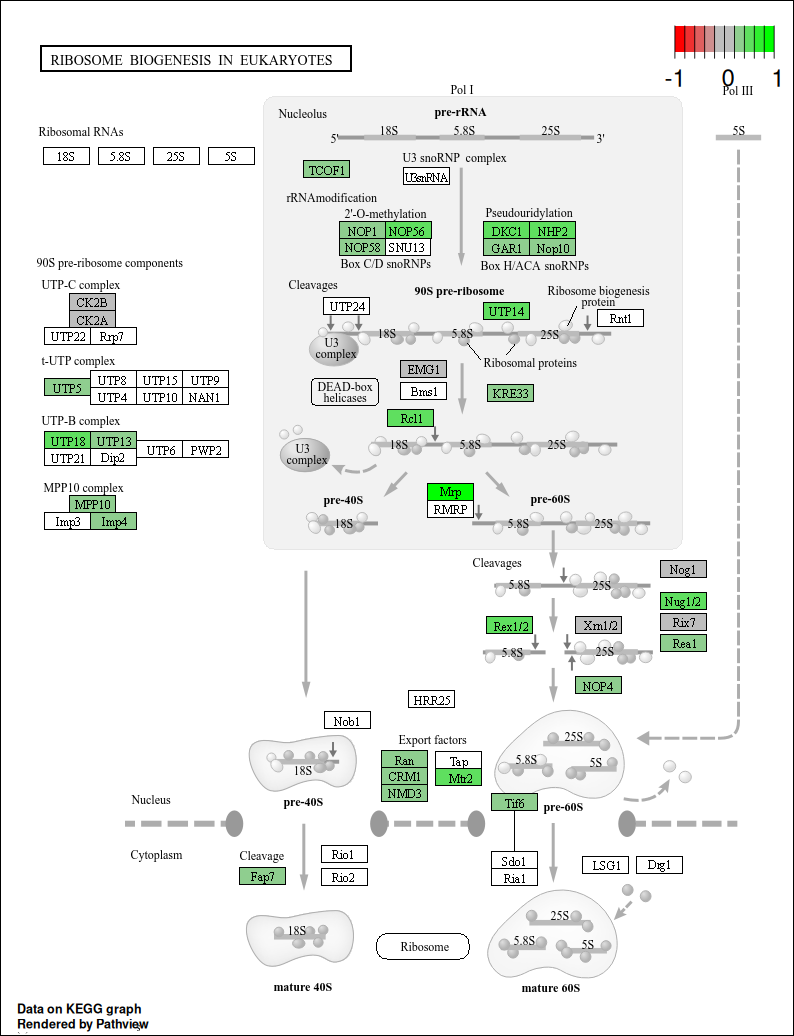 RIBOSOME BIOGENESIS IN EUKARYOTES
-1 0 1
Pol I
Pol III
Nucleolus
pre-rRNA
Ribosomal RNAs
18S 5.8S 25S 5S
5' 18S 5.8S 25S 3'
5S
TCOF1
U3 snoRNP complex
U3snRNA
rRNAmodification
2'-O-methylation
NOP1 NOP56
NOP58 SNU13
Box C/D snoRNPs
Pseudouridylation
DKC1 NHP2
GAR1 Nop10
Box H/ACA snoRNPs
90S pre-ribosome components
UTP-C complex
CK2B
CK2A
UTP22 Rrp7
t-UTP complex
UTP5
UTP8 UTP15 UTP9
UTP4 UTP10 NAN1
UTP-B complex
UTP18 UTP13
UTP21 Dip2
UTP6 PWP2
MPP10 complex
MPP10
Imp3 Imp4
Cleavages
UTP24
90S pre-ribosome
UTP14
Ribosome biogenesis
protein
Rnt1
18S 5.8S 25S
U3
complex
Ribosomal proteins
EMG1
Bms1
DEAD-box
helicases
KRE33
Rcl1
18S 5.8S 25S
U3
complex
pre-40S
Mrp
RMRP
pre-60S
18S
5.8S 25S
Cleavages
5.8S 25S
Nog1
Nug1/2
Rix7
Rea1
Rex1/2
Xrn1/2
5.8S
25S
NOP4
HRR25
Nob1
18S
pre-40S
Export factors
Ran
CRM1
NMD3
Tap
Mtr2
25S
5.8S
5S
Tif6
pre-60S
Nucleus
Cytoplasm
Cleavage
Fap7
Rio1
Rio2
Sdo1
Ria1
LSG1
Drg1
18S
mature 40S
Ribosome
25S
5.8S
5S
mature 60S
Data on KEGG graph
Rendered by Pathview